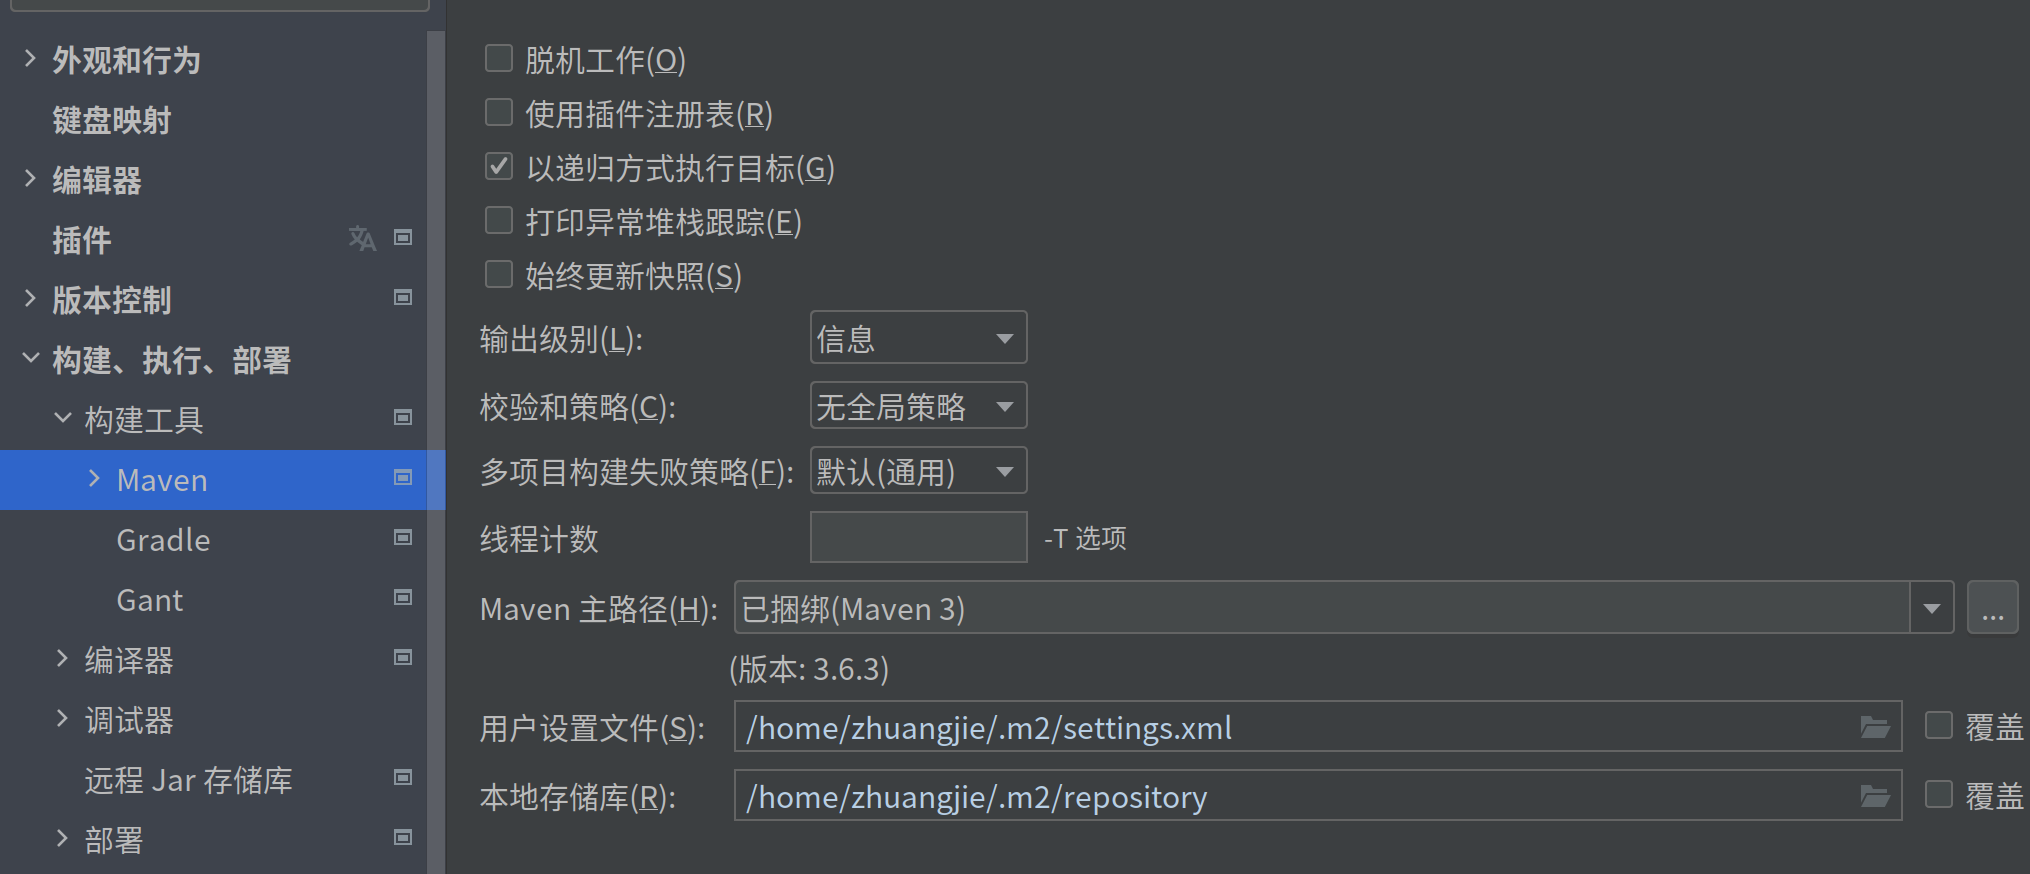 外观和行为
键盘映射
编辑器
插件
版本控制
构建、执行、部署
构建工具
Maven
Gradle
Gant
编译器
调试器
远程 Jar 存储库
部署
脱机工作(O)
使用插件注册表(R)
以递归方式执行目标(G)
打印异常堆栈跟踪(E)
始终更新快照(S)
输出级别(L): 信息
校验和策略(C): 无全局策略
多项目构建失败策略(F): 默认(通用)
线程计数 -T 选项
Maven 主路径(H): 已捆绑(Maven 3) ...
(版本: 3.6.3)
用户设置文件(S): /home/zhuangjie/.m2/settings.xml 覆盖
本地存储库(R): /home/zhuangjie/.m2/repository 覆盖